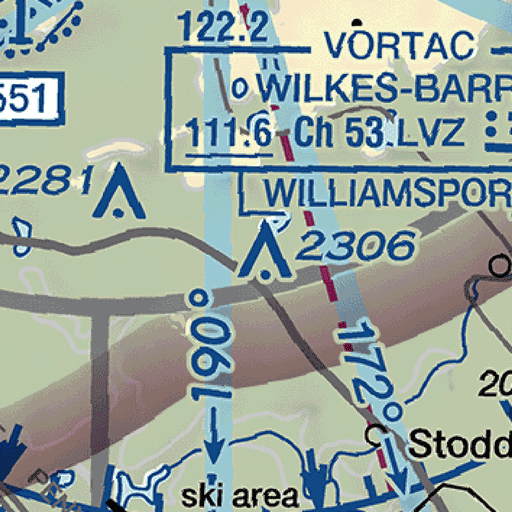 122.2
VORTAC
551
WILKES-BARR
111.6 Ch 53 LVZ
2281
WILLIAMSPOR
2306
190°
172°
20
Stodd
ski area